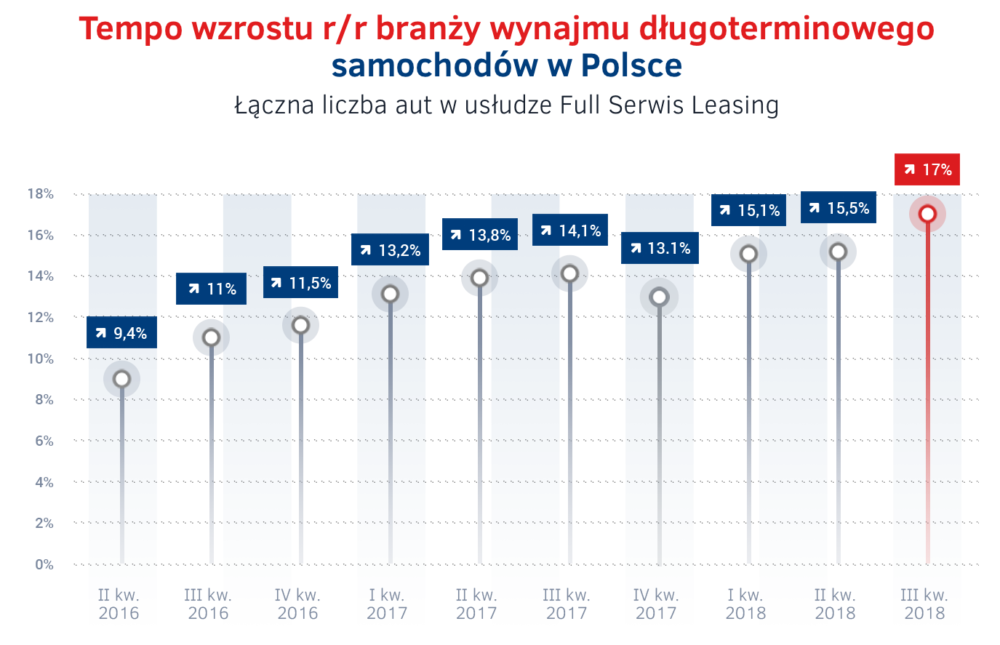 Tempo wzrostu r/r branży wynajmu długoterminowego
samochodów w Polsce
Łączna liczba aut w usłudze Full Serwis Leasing
17%
18%
15,1%
15,5%
16%
13,2%
13,8%
14,1%
13.1%
14%
11%
11,5%
12%
9,4%
10%
8%
6%
4%
2%
0%
II kw.
2016
III kw.
2016
IV kw.
2016
I kw.
2017
II kw.
2017
III kw.
2017
IV kw.
2017
I kw.
2018
II kw.
2018
III kw.
2018